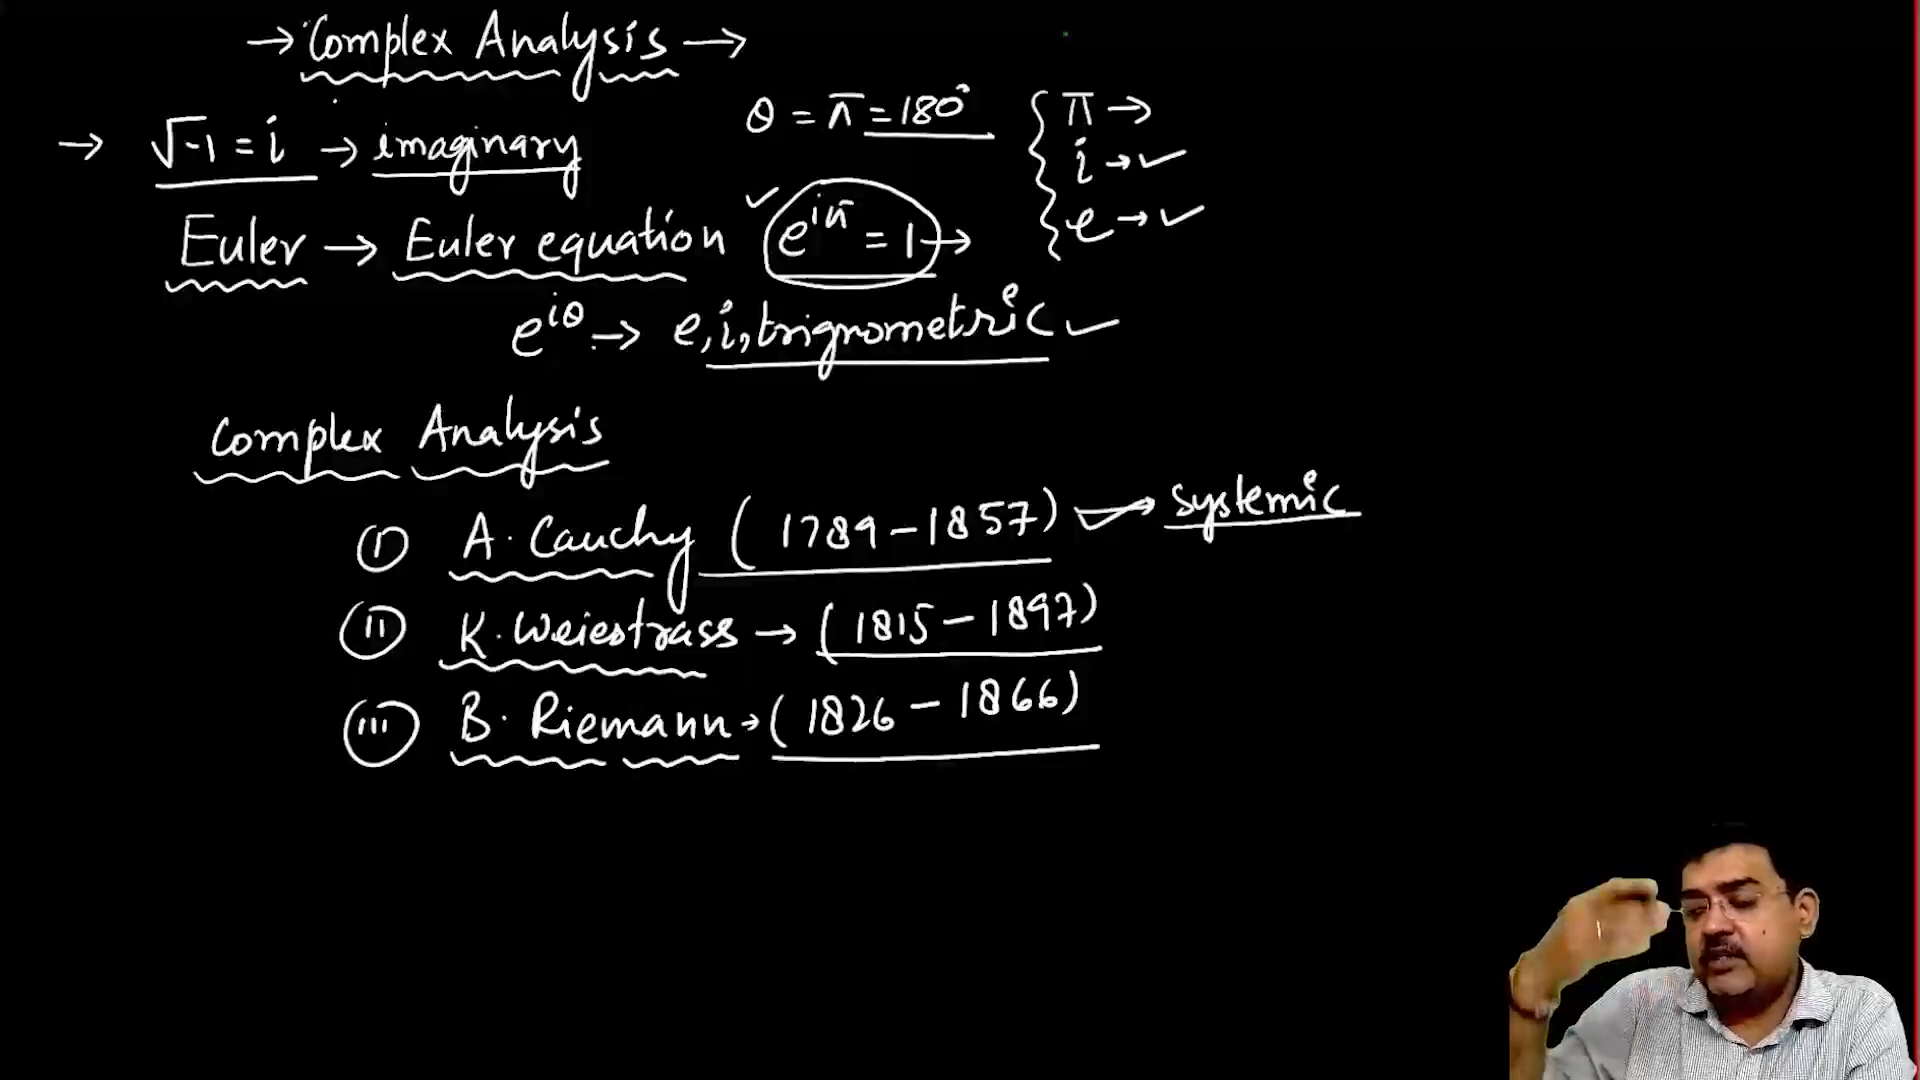 → Complex Analysis →
→ √-1 = i → imaginary
θ = π = 180°
{ π →
i → ✓
e → ✓
Euler → Euler equation ✓ e^iπ = 1 →
e^iθ → e, i, trignometric ✓
Complex Analysis
(i) A. Cauchy (1789 – 1857) ✓→ Systemic
(ii) K. Weiestrass → (1815 – 1897)
(iii) B. Riemann → (1826 – 1866)